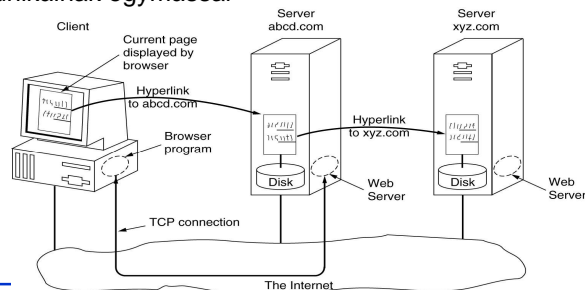 Client
Server
abcd.com
Server
xyz.com
Current page
displayed by
browser
Hyperlink
to abcd.com
Hyperlink
to xyz.com
Browser
program
Disk
Web
Server
Disk
Web
Server
TCP connection
The Internet